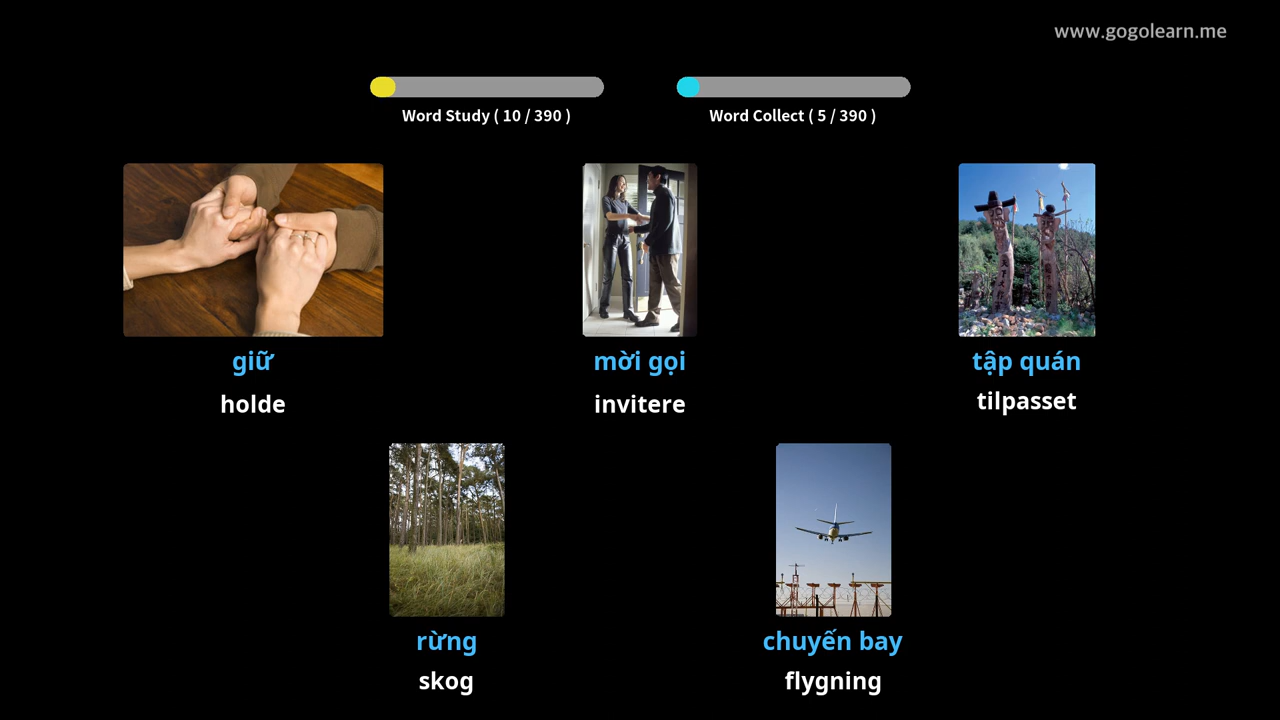 www.gogolearn.me
Word Study ( 10 / 390 )
Word Collect ( 5 / 390 )
giữ
mời gọi
tập quán
holde
invitere
tilpasset
rừng
chuyến bay
skog
flygning